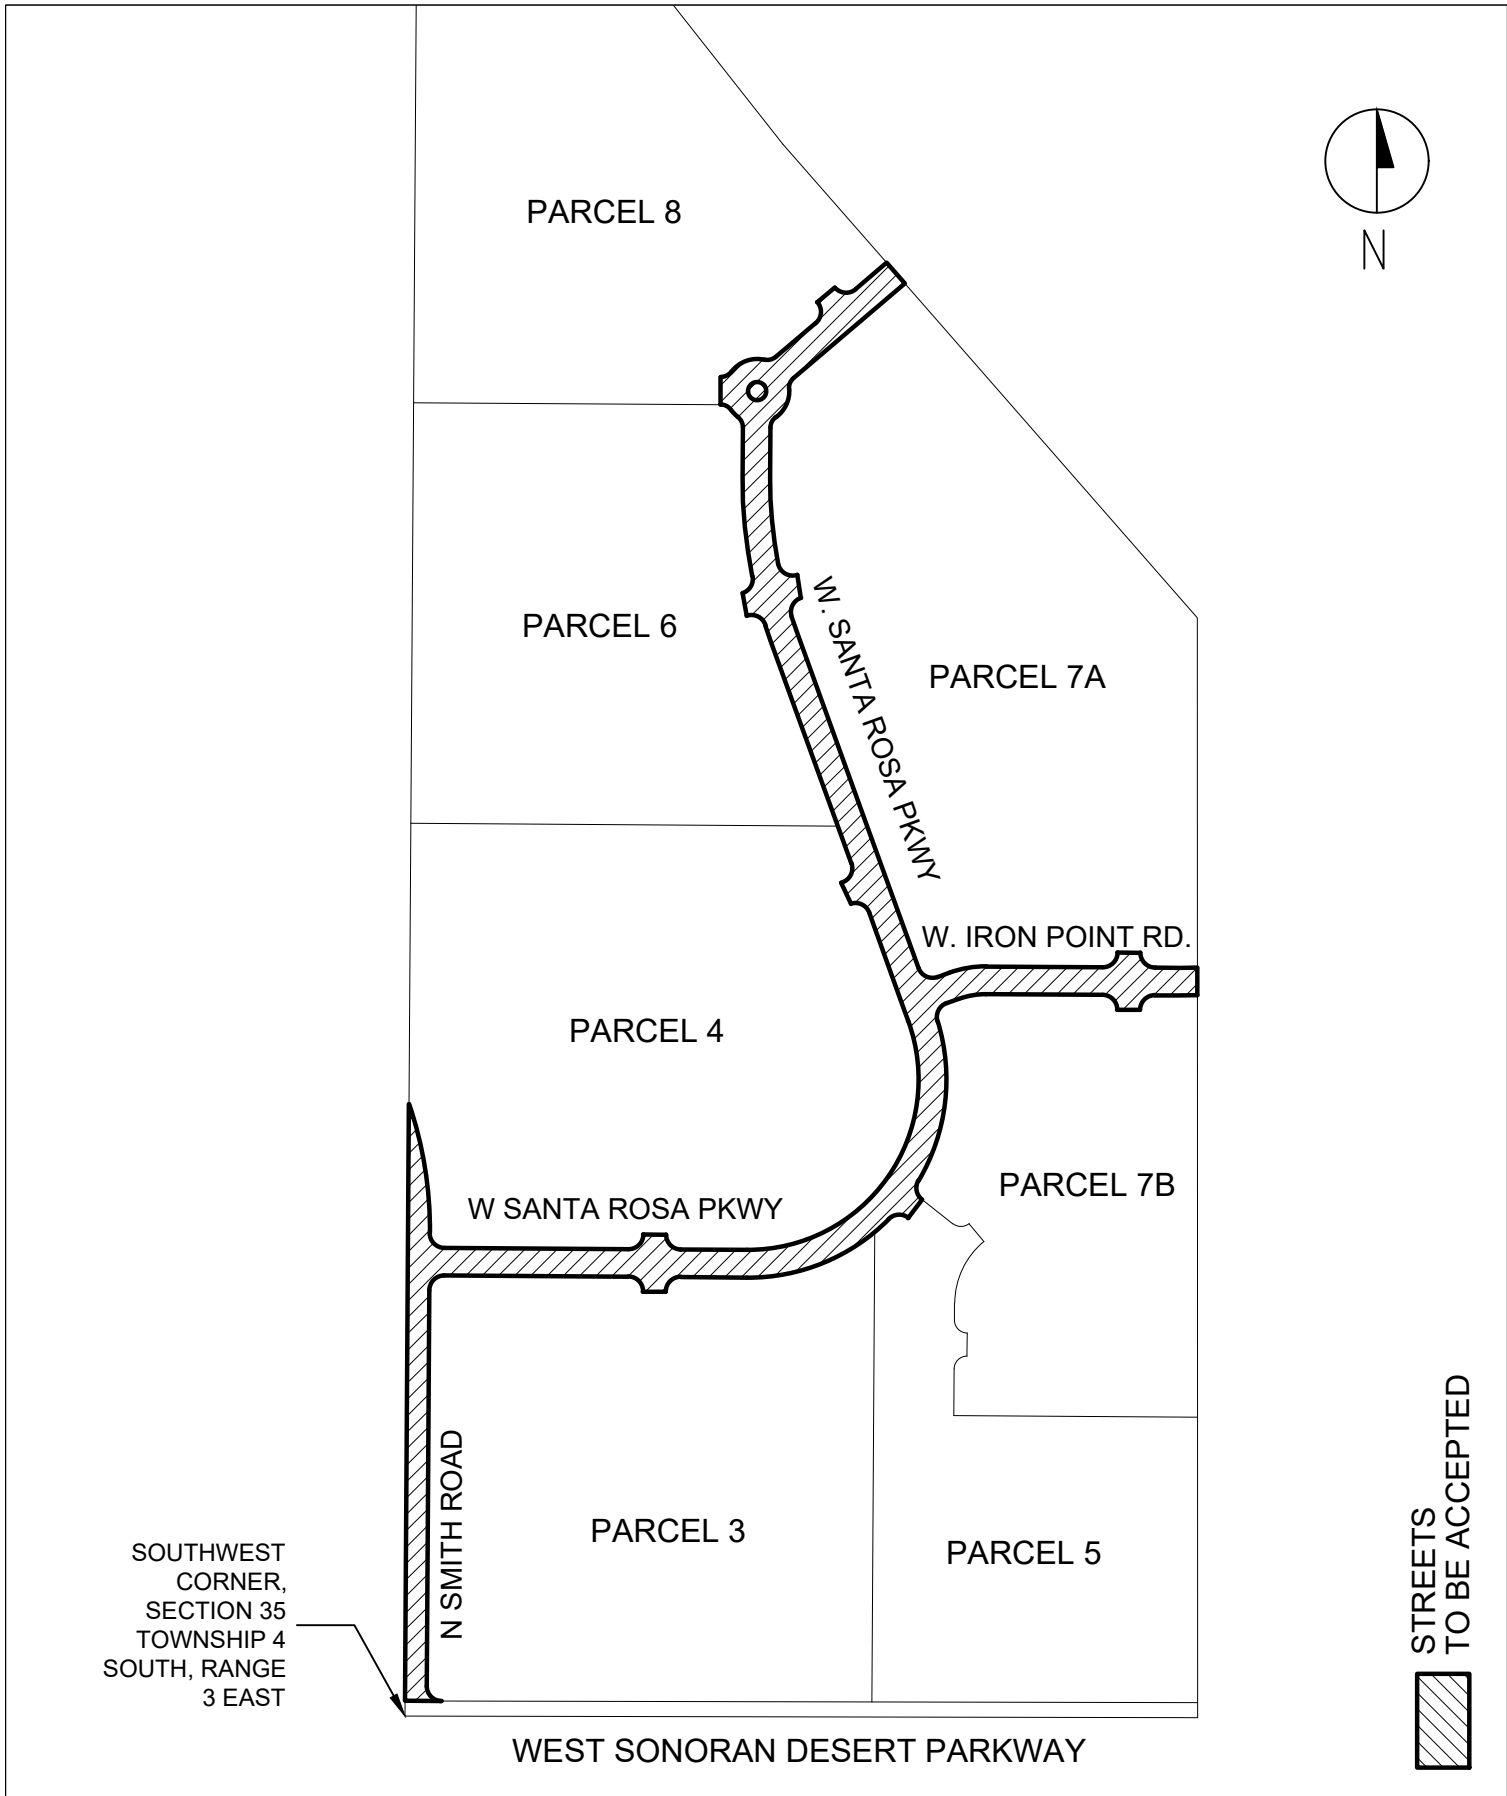 PARCEL 8
N
PARCEL 6
W. SANTA ROSA PKWY
PARCEL 7A
W. IRON POINT RD.
PARCEL 4
PARCEL 7B
W SANTA ROSA PKWY
N SMITH ROAD
PARCEL 3
PARCEL 5
SOUTHWEST
CORNER,
SECTION 35
TOWNSHIP 4
SOUTH, RANGE
3 EAST
STREETS
TO BE ACCEPTED
WEST SONORAN DESERT PARKWAY